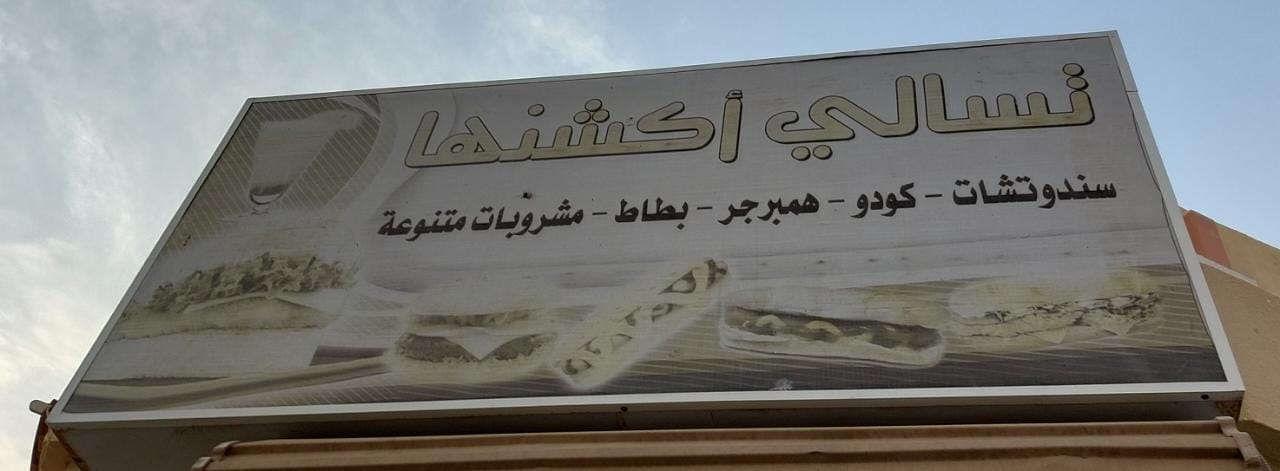 تسالي أكشنها
سندوتشات - كودو - همبرجر - بطاط - مشروبات متنوعة